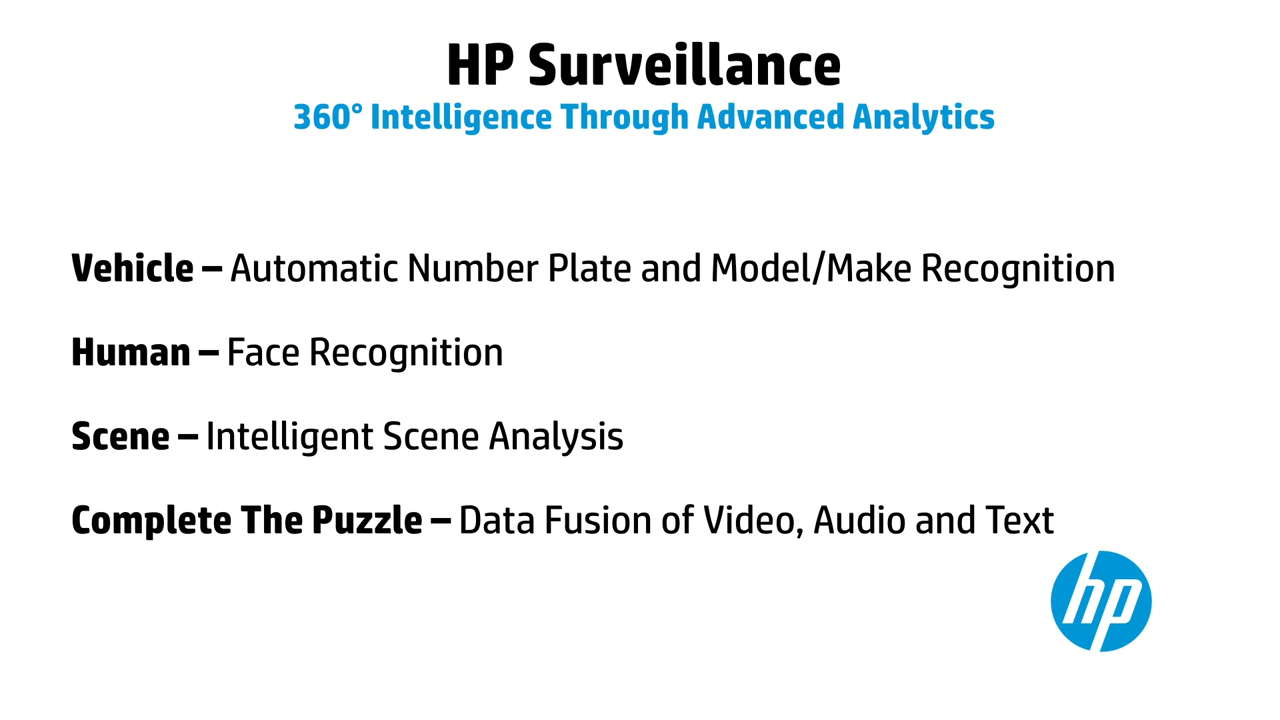 HP Surveillance
360° Intelligence Through Advanced Analytics
Vehicle – Automatic Number Plate and Model/Make Recognition
Human – Face Recognition
Scene – Intelligent Scene Analysis
Complete The Puzzle – Data Fusion of Video, Audio and Text
hp